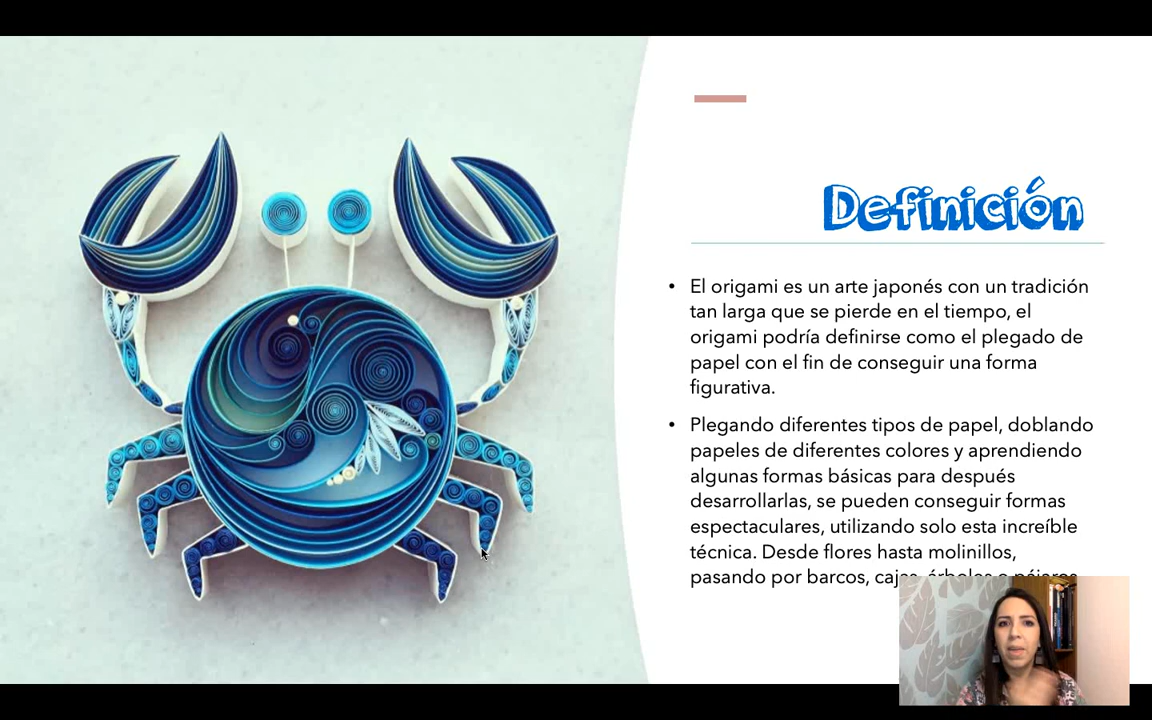 Definición
• El origami es un arte japonés con un tradición
tan larga que se pierde en el tiempo, el
origami podría definirse como el plegado de
papel con el fin de conseguir una forma
figurativa.
• Plegando diferentes tipos de papel, doblando
papeles de diferentes colores y aprendiendo
algunas formas básicas para después
desarrollarlas, se pueden conseguir formas
espectaculares, utilizando solo esta increíble
técnica. Desde flores hasta molinillos,
pasando por barcos, cajas, árboles o pájaros